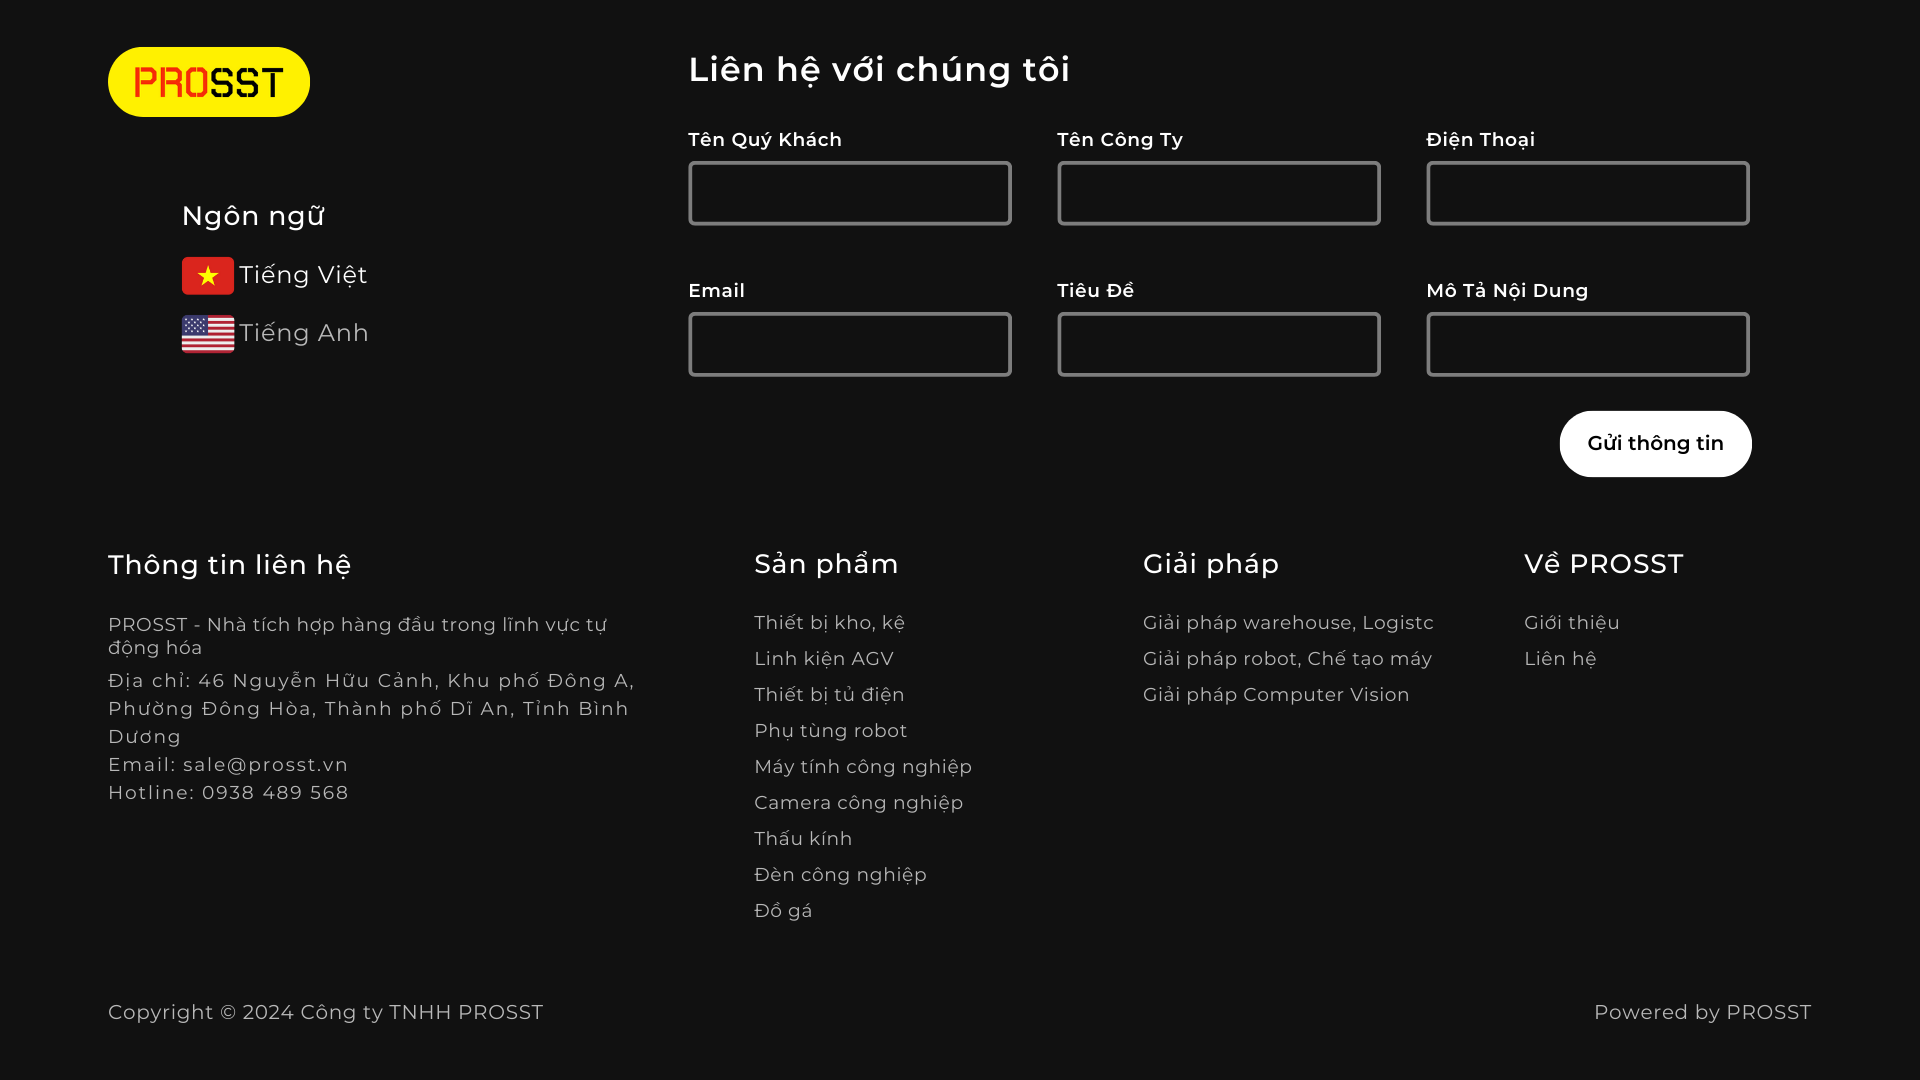 PROSST
Ngôn ngữ
Tiếng Việt
Tiếng Anh
Liên hệ với chúng tôi
Tên Quý Khách
Tên Công Ty
Điện Thoại
Email
Tiêu Đề
Mô Tả Nội Dung
Gửi thông tin
Thông tin liên hệ
PROSST - Nhà tích hợp hàng đầu trong lĩnh vực tự
động hóa
Địa chỉ: 46 Nguyễn Hữu Cảnh, Khu phố Đông A,
Phường Đông Hòa, Thành phố Dĩ An, Tỉnh Bình
Dương
Email: sale@prosst.vn
Hotline: 0938 489 568
Sản phẩm
Thiết bị kho, kệ
Linh kiện AGV
Thiết bị tủ điện
Phụ tùng robot
Máy tính công nghiệp
Camera công nghiệp
Thấu kính
Đèn công nghiệp
Đồ gá
Giải pháp
Giải pháp warehouse, Logistc
Giải pháp robot, Chế tạo máy
Giải pháp Computer Vision
Về PROSST
Giới thiệu
Liên hệ
Copyright © 2024 Công ty TNHH PROSST
Powered by PROSST